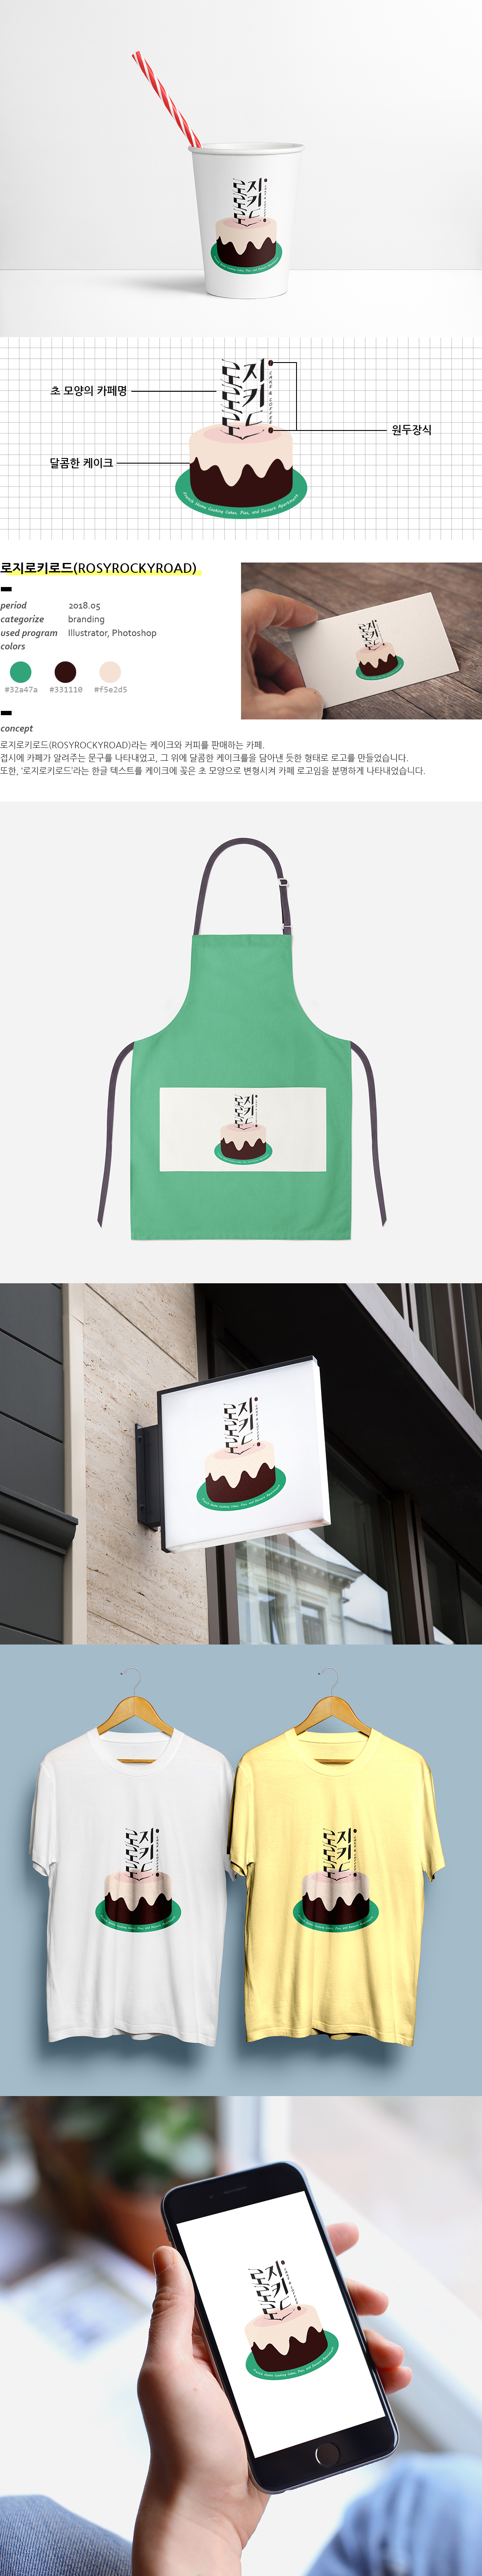 로지
로키
로드
CAKE & COFFEE
초 모양의 카페명
원두장식
달콤한 케이크
로지로키로드(ROSYROCKYROAD)
period 2018.05
categorize branding
used program Illustrator, Photoshop
colors
#32a47a #331110 #f5e2d5
concept
로지로키로드(ROSYROCKYROAD)라는 케이크와 커피를 판매하는 카페.
접시에 카페가 알려주는 문구를 나타내었고, 그 위에 달콤한 케이크를을 담아낸 듯한 형태로 로고를 만들었습니다.
또한, ‘로지로키로드’라는 한글 텍스트를 케이크에 꽂은 초 모양으로 변형시켜 카페 로고임을 분명하게 나타내었습니다.